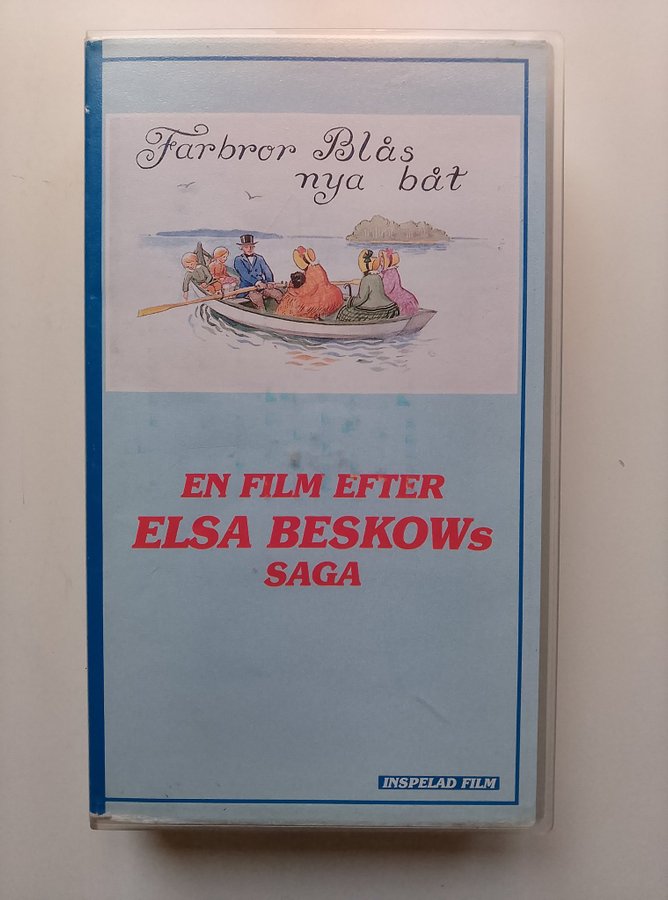 Farbror Blås
nya båt
EN FILM EFTER
ELSA BESKOWs
SAGA
INSPELAD FILM